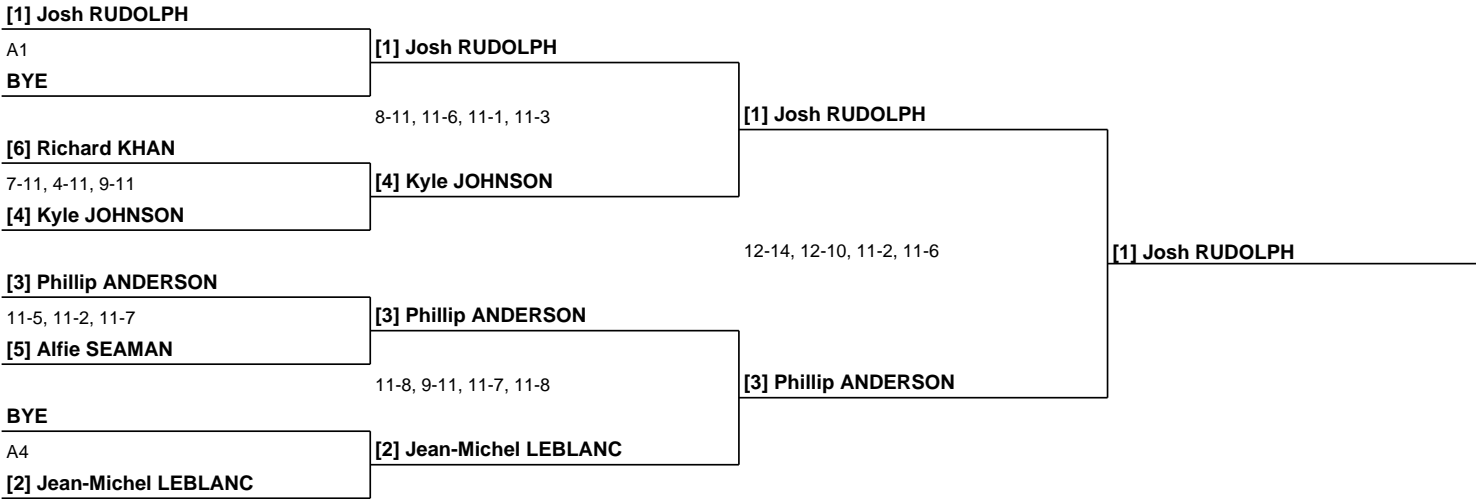 [1] Josh RUDOLPH
A1
BYE
[1] Josh RUDOLPH
8-11, 11-6, 11-1, 11-3
[6] Richard KHAN
7-11, 4-11, 9-11
[4] Kyle JOHNSON
[4] Kyle JOHNSON
[1] Josh RUDOLPH
12-14, 12-10, 11-2, 11-6
[1] Josh RUDOLPH
[3] Phillip ANDERSON
11-5, 11-2, 11-7
[5] Alfie SEAMAN
[3] Phillip ANDERSON
11-8, 9-11, 11-7, 11-8
[3] Phillip ANDERSON
BYE
A4
[2] Jean-Michel LEBLANC
[2] Jean-Michel LEBLANC